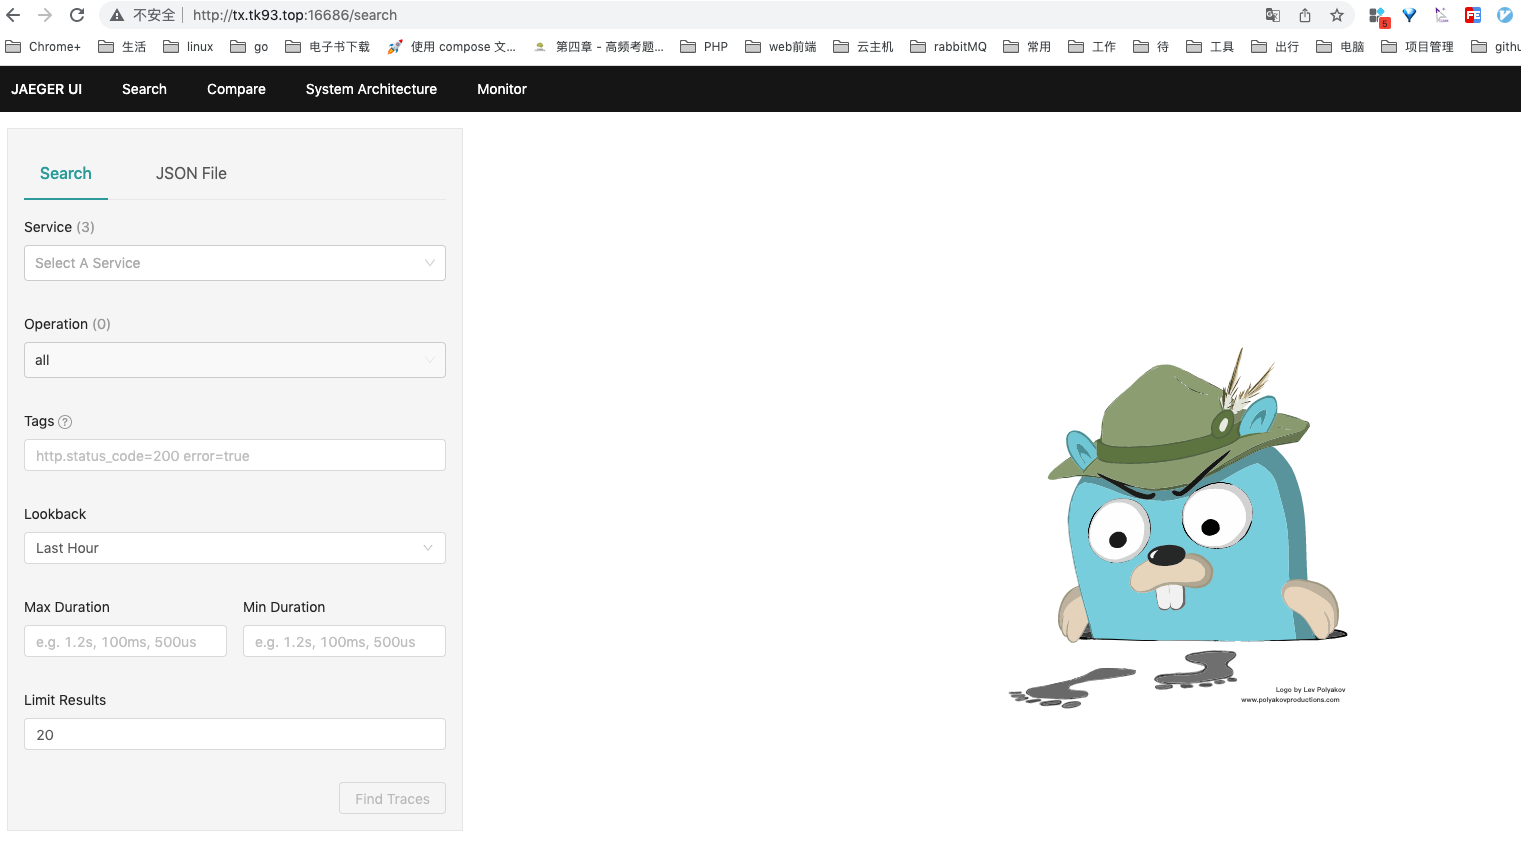 不安全 http://tx.tk93.top:16686/search
5
Chrome+ 生活 linux go 电子书下载 使用 compose 文... 第四章 - 高频考题... PHP web前端 云主机 rabbitMQ 常用 工作 待 工具 出行 电脑 项目管理 githu
JAEGER UI Search Compare System Architecture Monitor
Search JSON File
Service (3)
Select A Service
Operation (0)
all
Tags ?
http.status_code=200 error=true
Lookback
Last Hour
Max Duration Min Duration
e.g. 1.2s, 100ms, 500us e.g. 1.2s, 100ms, 500us
Limit Results
20
Find Traces
Logo by Lev Polyakov
www.polyakovproductions.com